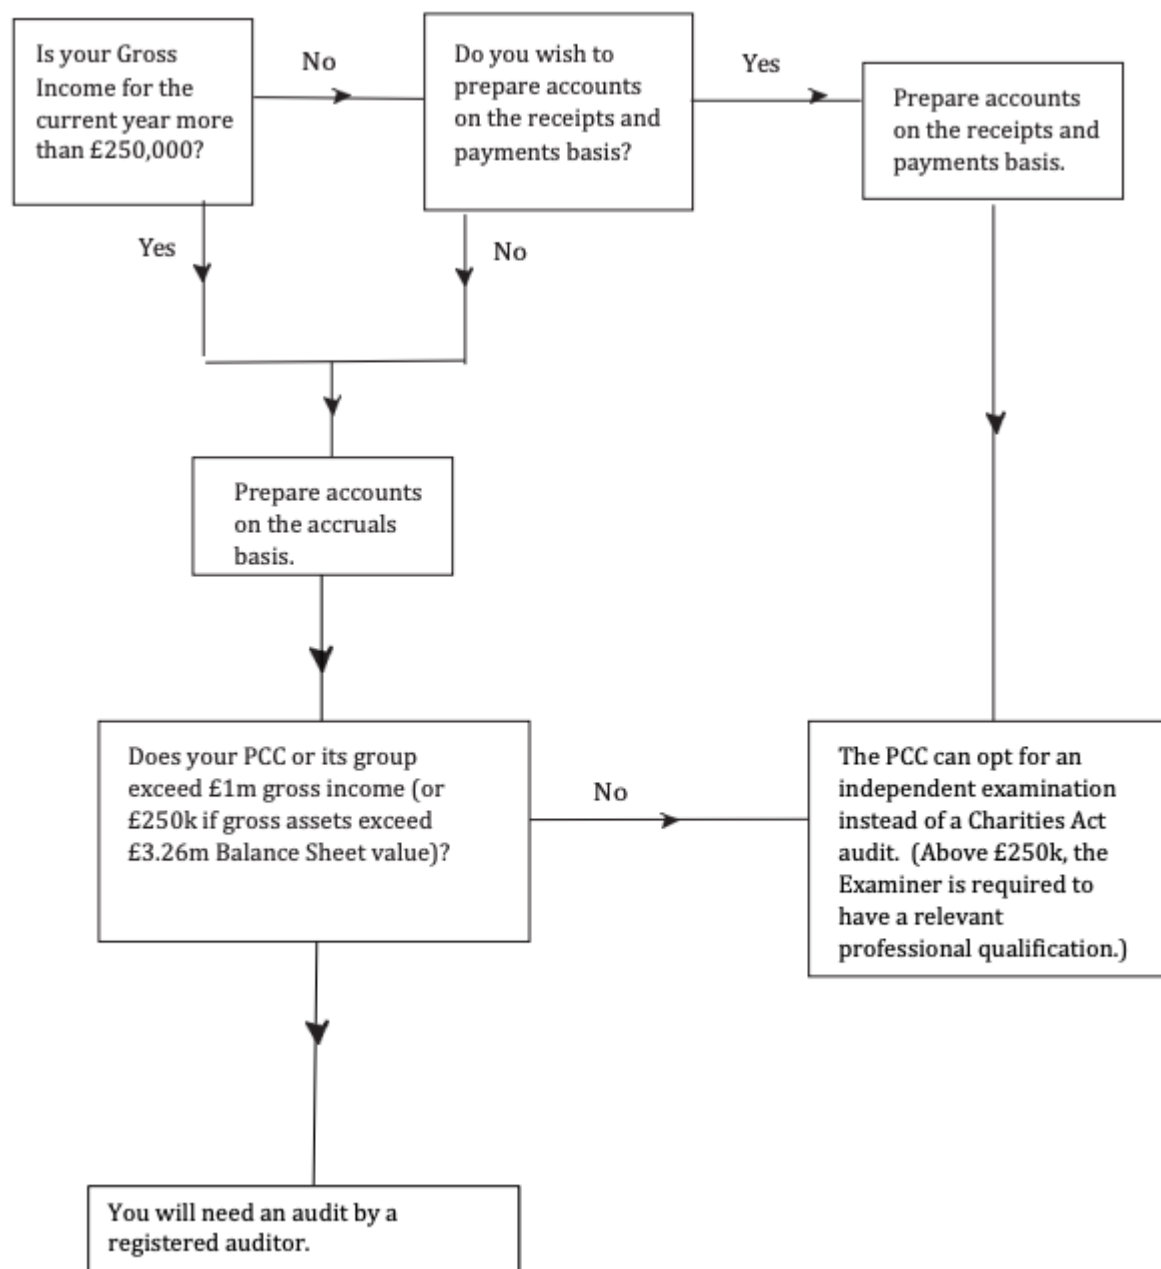 Is your Gross
Income for the
current year more
than £250,000?
No
Do you wish to
prepare accounts
on the receipts and
payments basis?
Yes
Prepare accounts
on the receipts and
payments basis.
Yes
No
Prepare accounts
on the accruals
basis.
Does your PCC or its group
exceed £1m gross income (or
£250k if gross assets exceed
£3.26m Balance Sheet value)?
No
The PCC can opt for an
independent examination
instead of a Charities Act
audit.  (Above £250k, the
Examiner is required to
have a relevant
professional qualification.)
You will need an audit by a
registered auditor.